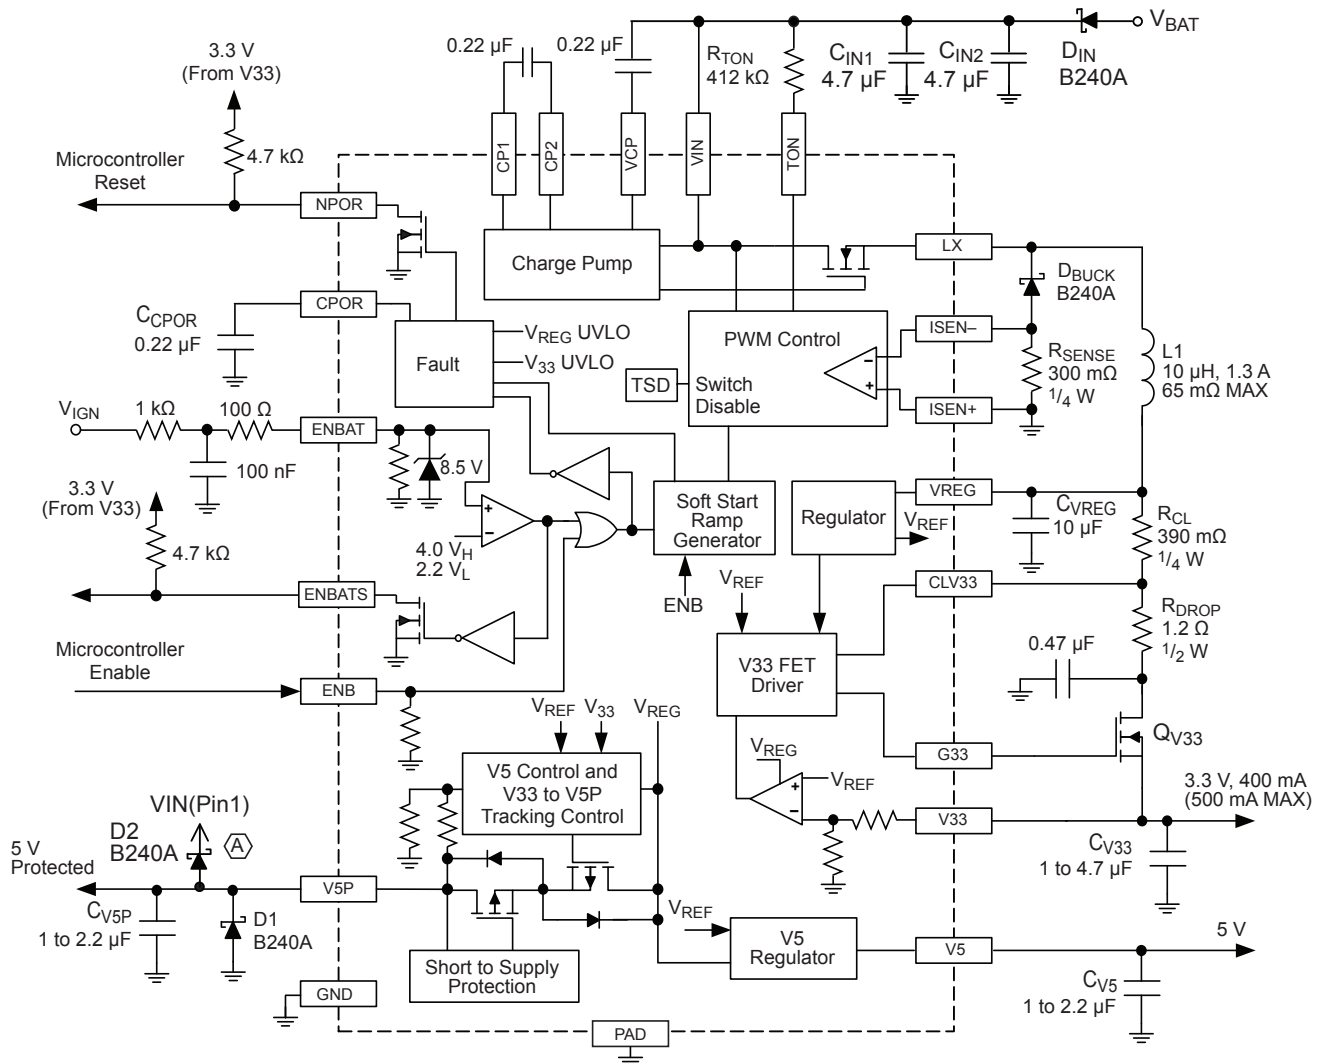 3.3 V
(From V33)
0.22 µF
0.22 µF
RTON
412 kΩ
CIN1
4.7 µF
CIN2
4.7 µF
DIN
B240A
VBAT
4.7 kΩ
Microcontroller
Reset
CP1
CP2
VCP
VIN
TON
NPOR
Charge Pump
LX
DBUCK
B240A
CPOR
CCPOR
0.22 µF
Fault
VREG UVLO
V33 UVLO
PWM Control
–
+
TSD
Switch
Disable
ISEN–
ISEN+
RSENSE
300 mΩ
1/4 W
L1
10 µH, 1.3 A
65 mΩ MAX
VIGN
1 kΩ
100 Ω
ENBAT
100 nF
8.5 V
3.3 V
(From V33)
4.7 kΩ
+
–
4.0 VH
2.2 VL
Soft Start
Ramp
Generator
ENB
Regulator
VREF
VREG
CVREG
10 µF
RCL
390 mΩ
1/4 W
ENBATS
VREF
CLV33
RDROP
1.2 Ω
1/2 W
Microcontroller
Enable
ENB
V33 FET
Driver
0.47 µF
G33
QV33
VREF
V33
VREG
V5 Control and
V33 to V5P
Tracking Control
VREG
VREF
+
–
V33
3.3 V, 400 mA
(500 mA MAX)
CV33
1 to 4.7 µF
VIN(Pin1)
D2
B240A
A
5 V
Protected
V5P
CV5P
1 to 2.2 µF
D1
B240A
Short to Supply
Protection
VREF
V5
Regulator
V5
5 V
CV5
1 to 2.2 µF
GND
PAD